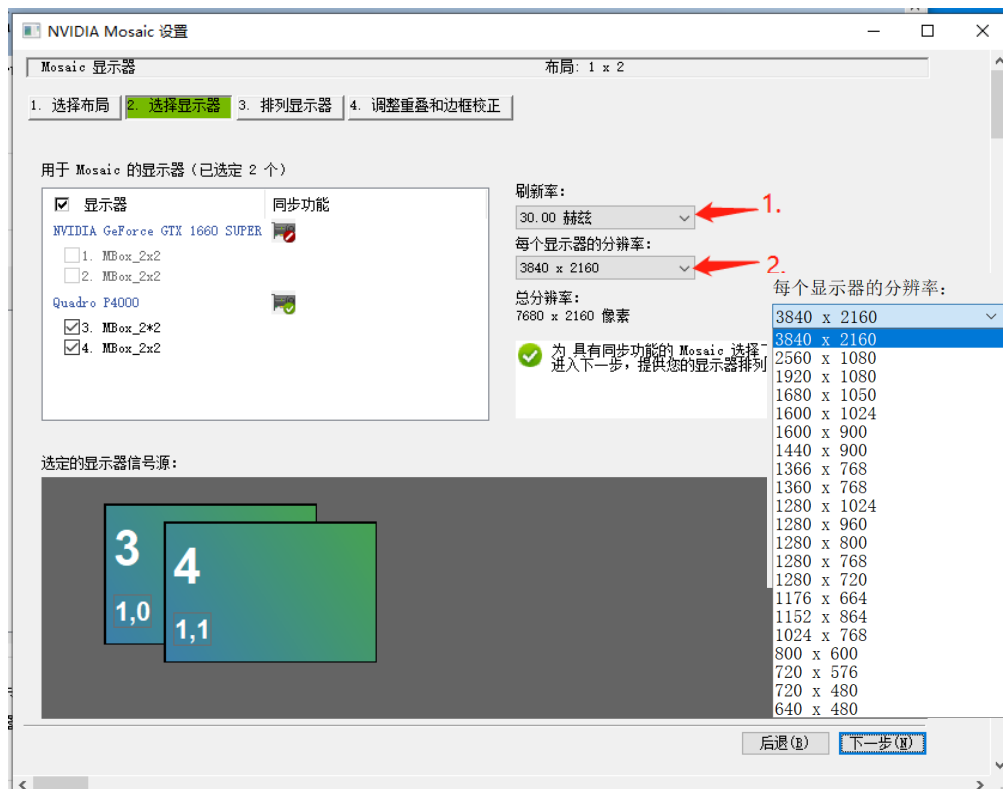 NVIDIA Mosaic 设置
Mosaic 显示器
布局: 1 x 2
1. 选择布局
2. 选择显示器
3. 排列显示器
4. 调整重叠和边框校正
用于 Mosaic 的显示器（已选定 2 个）
显示器
同步功能
NVIDIA GeForce GTX 1660 SUPER
1. MBox_2x2
2. MBox_2x2
Quadro P4000
3. MBox_2*2
4. MBox_2x2
刷新率:
30.00 赫兹
1.
每个显示器的分辨率:
3840 x 2160
2.
总分辨率:
7680 x 2160 像素
为 具有同步功能的 Mosaic 选择了
进入下一步，提供您的显示器排列
每个显示器的分辨率:
3840 x 2160
3840 x 2160
2560 x 1080
1920 x 1080
1680 x 1050
1600 x 1024
1600 x 900
1440 x 900
1366 x 768
1360 x 768
1280 x 1024
1280 x 960
1280 x 800
1280 x 768
1280 x 720
1176 x 664
1152 x 864
1024 x 768
800 x 600
720 x 576
720 x 480
640 x 480
选定的显示器信号源:
3
1,0
4
1,1
后退(B)
下一步(N)